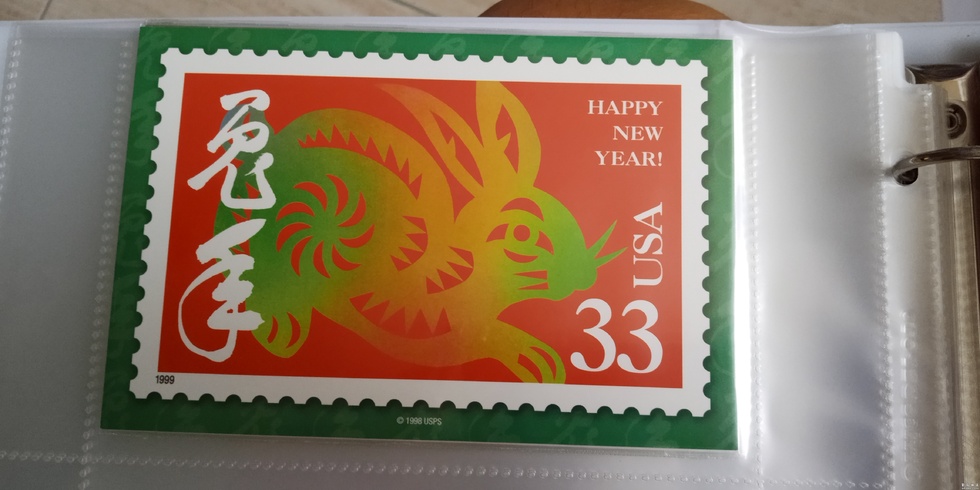 兔
年
HAPPY
NEW
YEAR!
USA
33
1999
© 1998 USPS